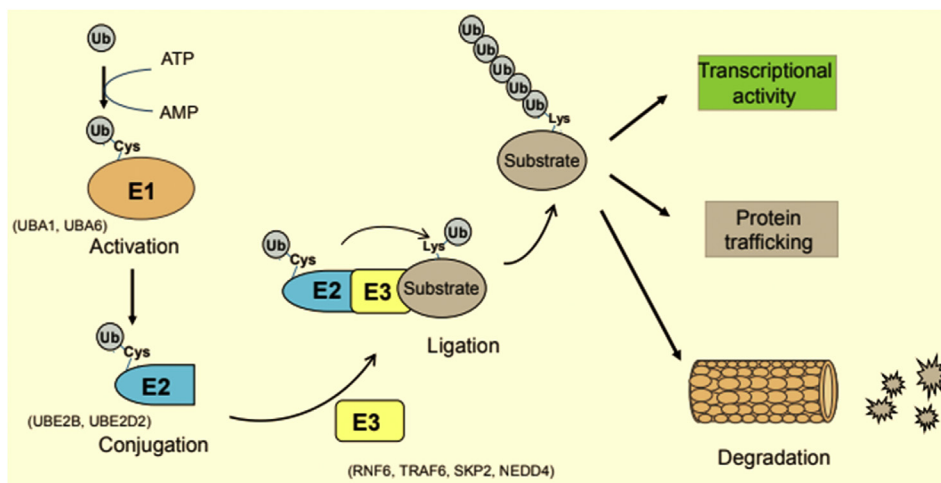 Ub
ATP
AMP
Ub
Cys
E1
(UBA1, UBA6)
Activation
Ub
Cys
E2
(UBE2B, UBE2D2)
Conjugation
E3
(RNF6, TRAF6, SKP2, NEDD4)
Ub
Cys
E2
E3
Substrate
Lys
Ub
Ligation
Ub
Ub
Ub
Ub
Ub
Ub
Lys
Substrate
Transcriptional
activity
Protein
trafficking
Degradation